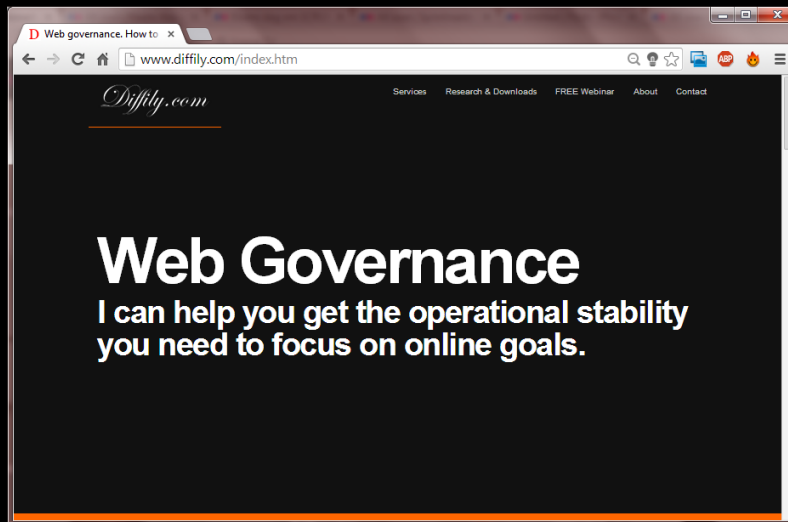 D Web governance. How to
www.diffily.com/index.htm
ABP
Diffily.com
Services Research & Downloads FREE Webinar About Contact
Web Governance
I can help you get the operational stability
you need to focus on online goals.